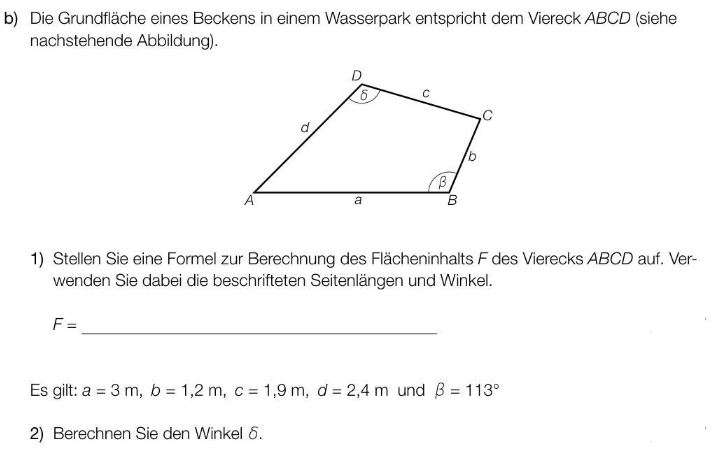 b) Die Grundfläche eines Beckens in einem Wasserpark entspricht dem Viereck ABCD (siehe
nachstehende Abbildung).
D
δ
c
C
d
b
β
A
a
B
1) Stellen Sie eine Formel zur Berechnung des Flächeninhalts F des Vierecks ABCD auf. Ver-
wenden Sie dabei die beschrifteten Seitenlängen und Winkel.
F =
Es gilt: a = 3 m, b = 1,2 m, c = 1,9 m, d = 2,4 m und β = 113°
2) Berechnen Sie den Winkel δ.